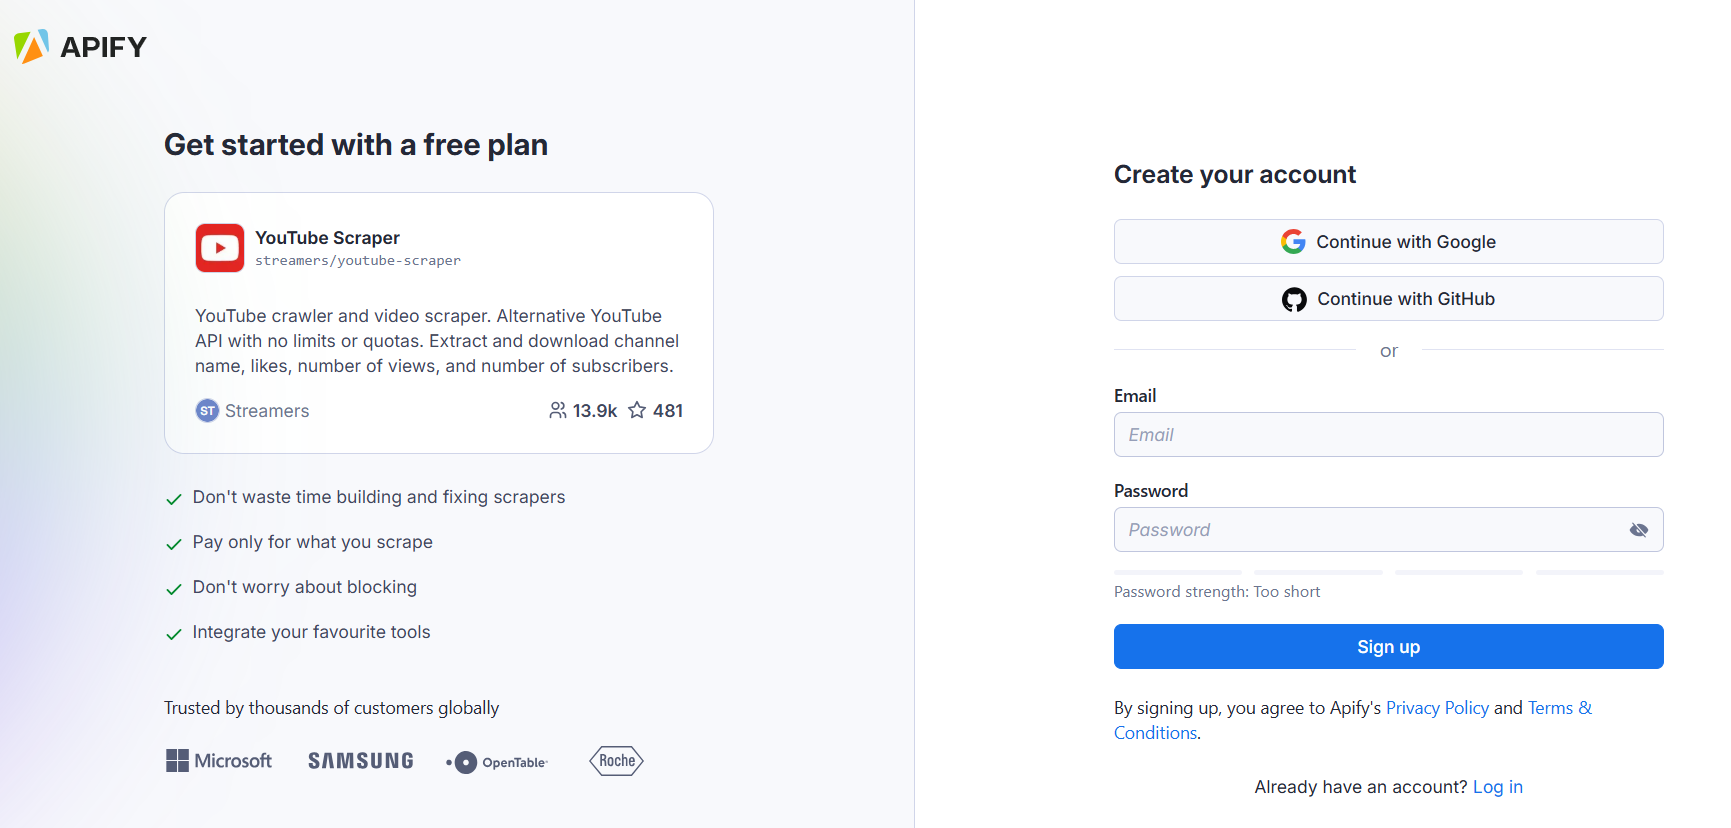 APIFY
Get started with a free plan
YouTube Scraper
streamers/youtube-scraper
YouTube crawler and video scraper. Alternative YouTube
API with no limits or quotas. Extract and download channel
name, likes, number of views, and number of subscribers.
ST Streamers 13.9k 481
Don't waste time building and fixing scrapers
Pay only for what you scrape
Don't worry about blocking
Integrate your favourite tools
Trusted by thousands of customers globally
Microsoft SAMSUNG OpenTable Roche
Create your account
Continue with Google
Continue with GitHub
or
Email
Email
Password
Password
Password strength: Too short
Sign up
By signing up, you agree to Apify's Privacy Policy and Terms &
Conditions.
Already have an account? Log in